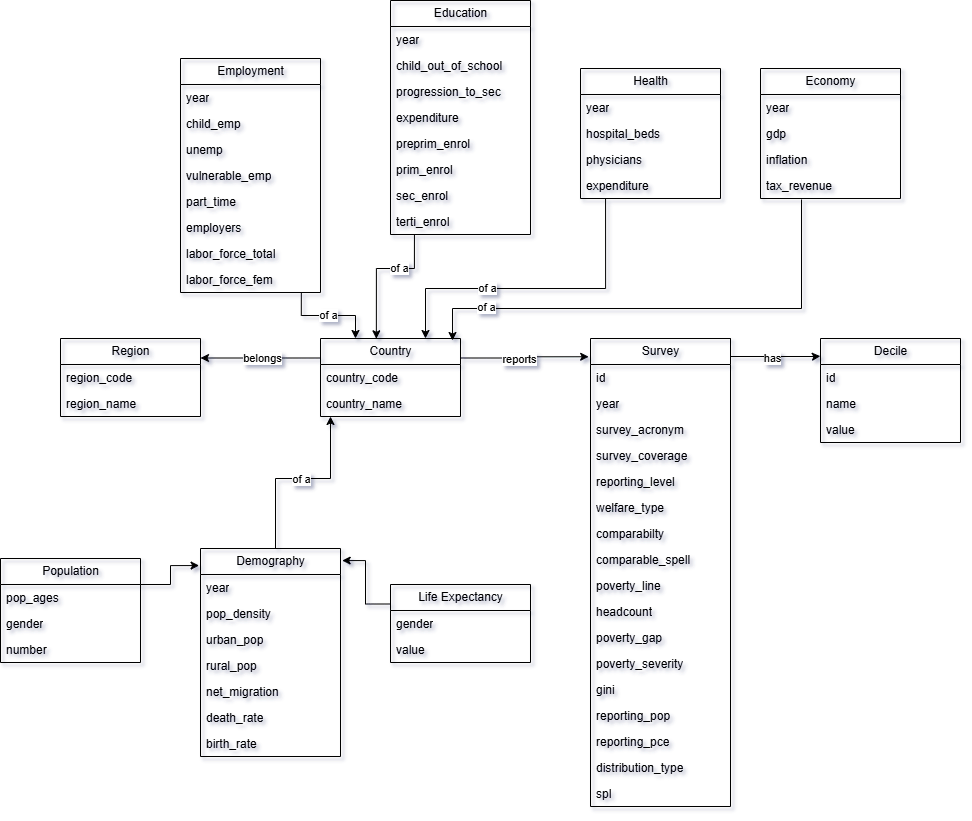 Education
year
child_out_of_school
progression_to_sec
expenditure
preprim_enrol
prim_enrol
sec_enrol
terti_enrol
Employment
year
child_emp
unemp
vulnerable_emp
part_time
employers
labor_force_total
labor_force_fem
Health
year
hospital_beds
physicians
expenditure
Economy
year
gdp
inflation
tax_revenue
of a
of a
of a
of a
Region
region_code
region_name
belongs
Country
country_code
country_name
reports
Survey
id
year
survey_acronym
survey_coverage
reporting_level
welfare_type
comparabilty
comparable_spell
poverty_line
headcount
poverty_gap
poverty_severity
gini
reporting_pop
reporting_pce
distribution_type
spl
has
Decile
id
name
value
of a
Population
pop_ages
gender
number
Demography
year
pop_density
urban_pop
rural_pop
net_migration
death_rate
birth_rate
Life Expectancy
gender
value